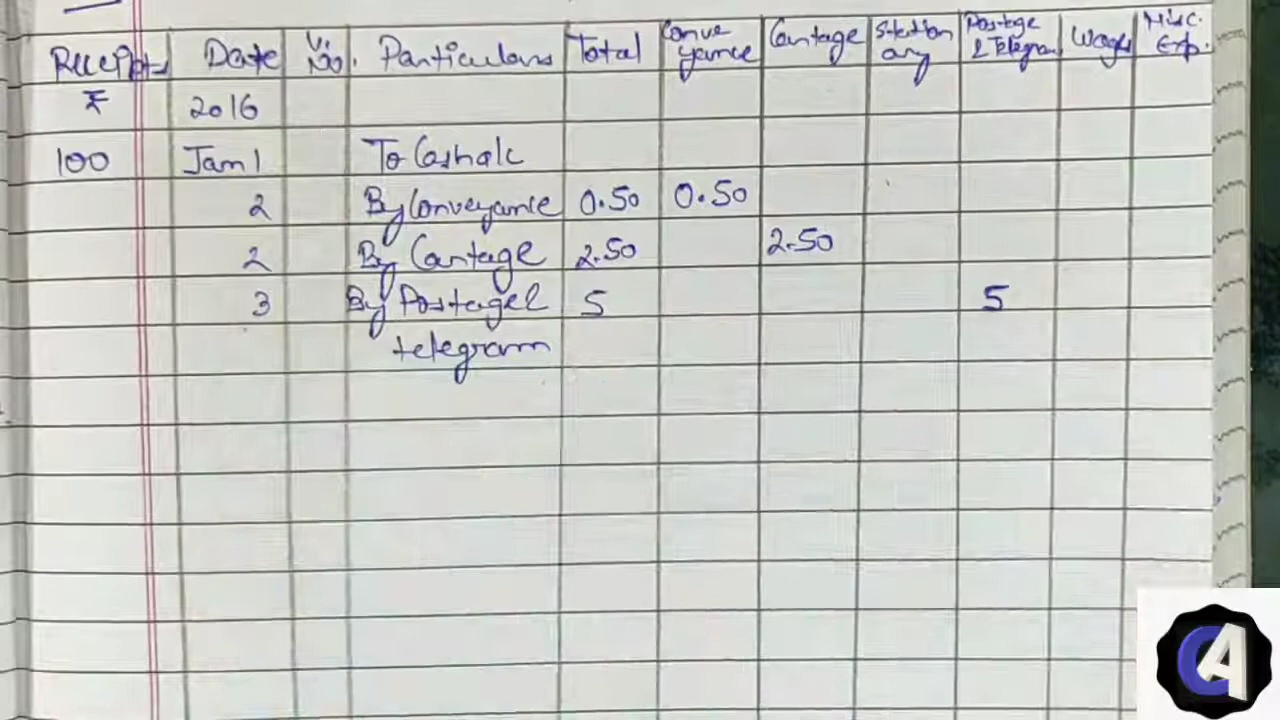 Receipts Date V. No. Particulars Total Conveyance Cartage Stationary Postage & Telegram Wages Misc. Exp.
₹ 2016
100 Jan 1 To Cash a/c
2 By Conveyance 0.50 0.50
2 By Cartage 2.50 2.50
3 By Postage & 5 5
telegram
CA